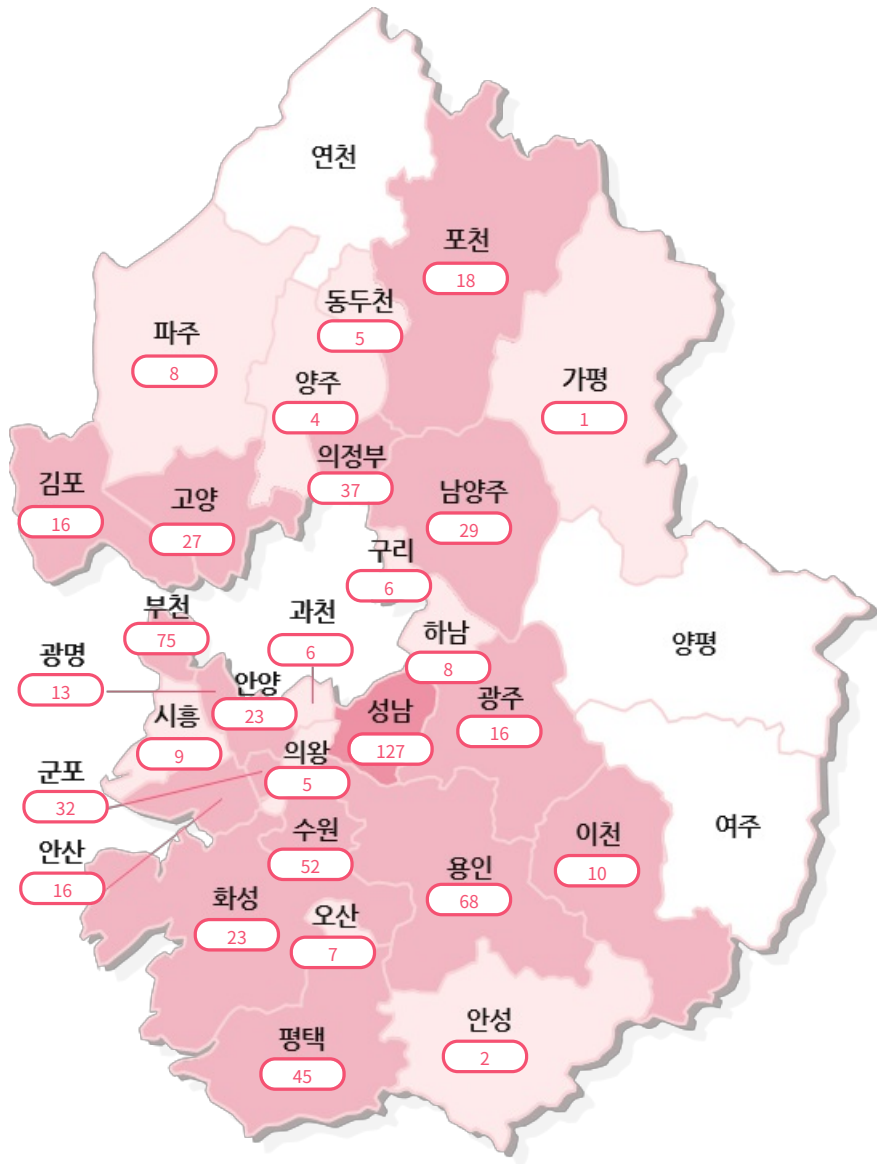 연천
포천
18
동두천
5
파주
8
양주
4
가평
1
의정부
37
김포
16
고양
27
남양주
29
구리
6
부천
75
과천
6
하남
8
양평
광명
13
안양
23
시흥
9
성남
127
광주
16
의왕
5
군포
32
수원
52
이천
10
여주
안산
16
용인
68
화성
23
오산
7
안성
2
평택
45